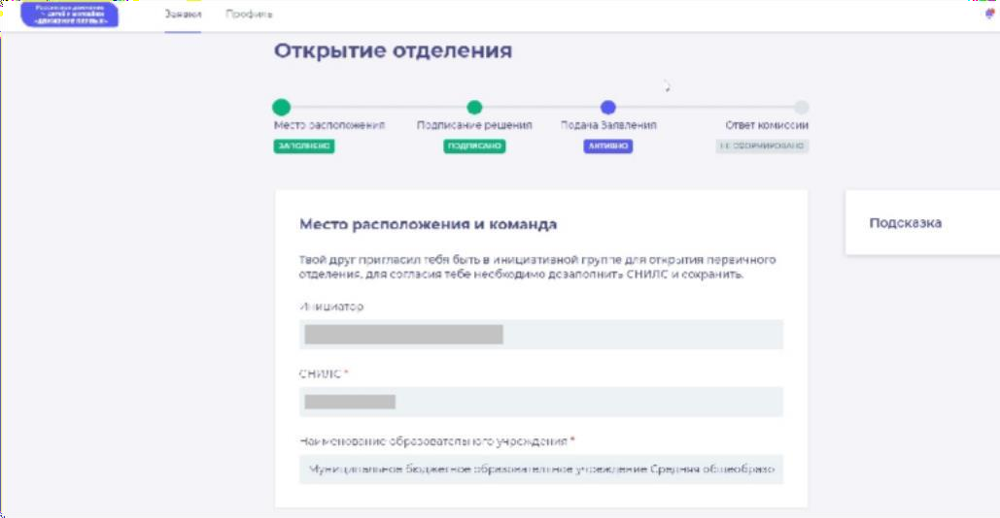 Российское движение
детей и молодёжи
«ДВИЖЕНИЕ ПЕРВЫХ»
Заявки Профиль
Открытие отделения
Место расположения Подписание решения Подача Заявления Ответ комиссии
ЗАПОЛНЕНО ПОДПИСАНО АКТИВНО НЕ СФОРМИРОВАНО
Место расположения и команда
Подсказка
Твой друг пригласил тебя быть в инициативной группе для открытия первичного
отделения, для согласия тебе необходимо дозаполнить СНИЛС и сохранить.
Инициатор
СНИЛС *
Наименование образовательного учреждения *
Муниципальное бюджетное образовательное учреждение Средняя общеобразо